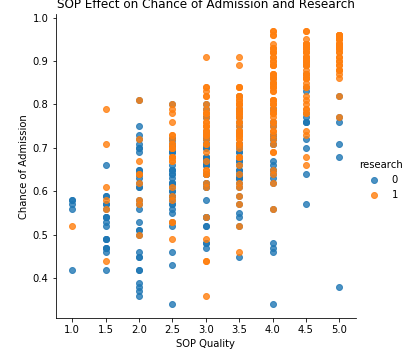 SOP Effect on Chance of Admission and Research
1.0
0.9
0.8
0.7
0.6
0.5
0.4
Chance of Admission
1.0 1.5 2.0 2.5 3.0 3.5 4.0 4.5 5.0
SOP Quality
research
0
1